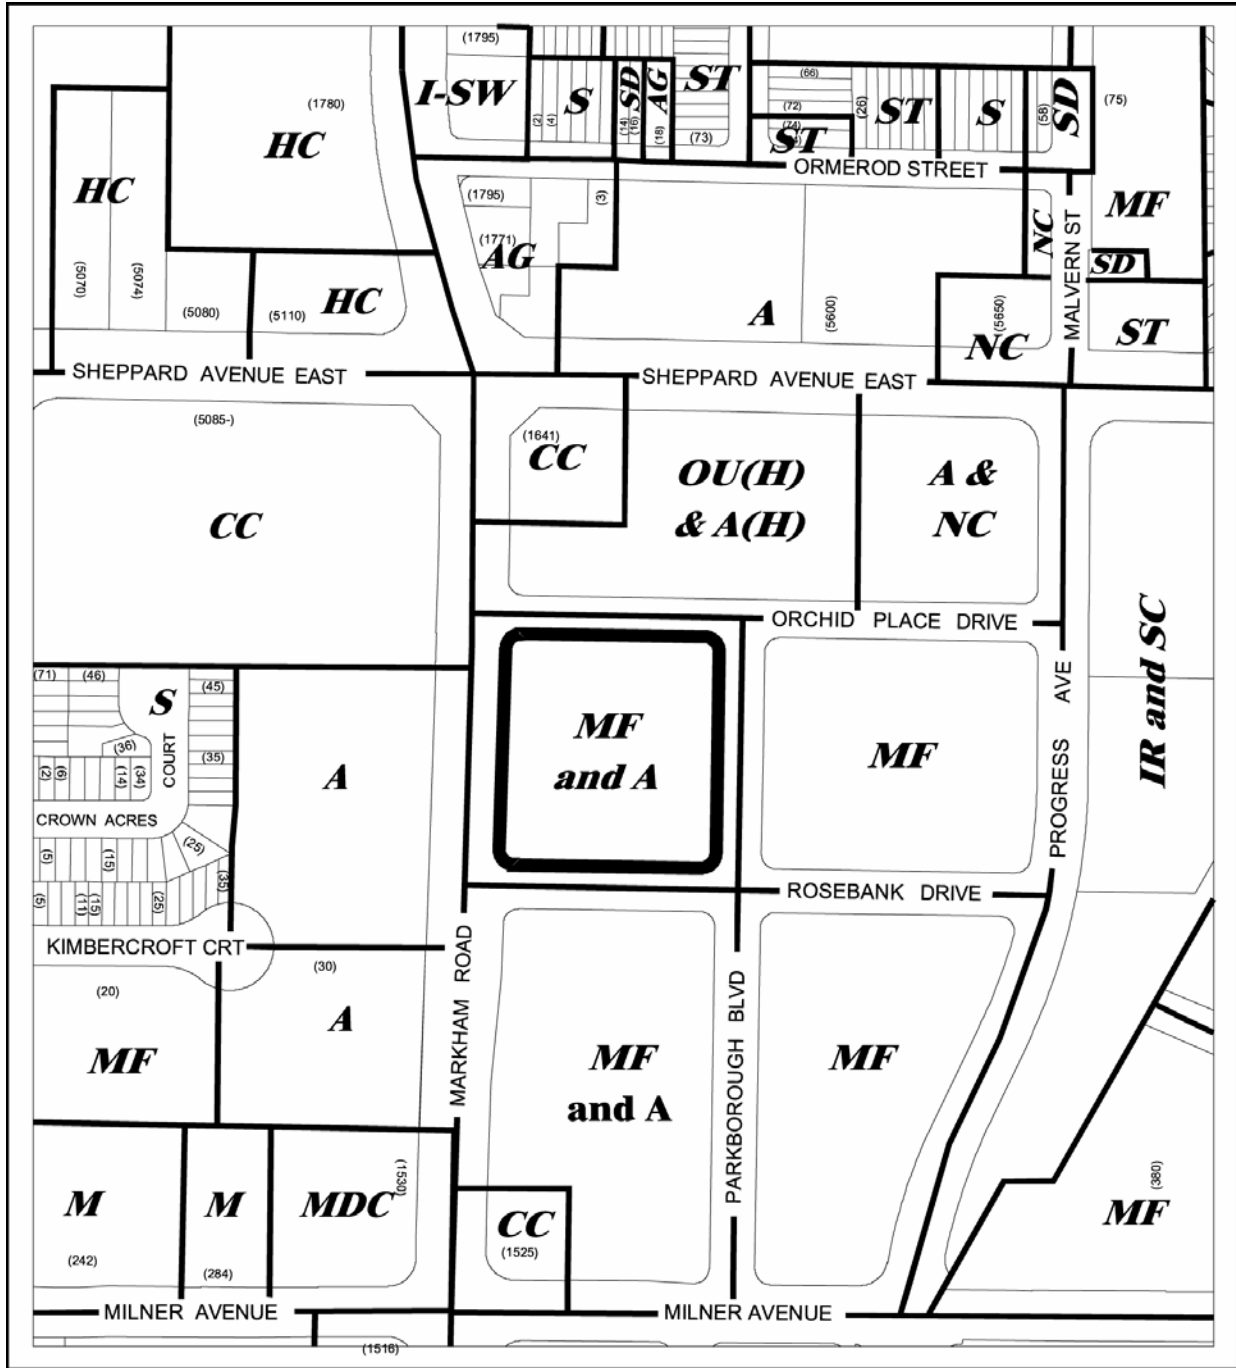 (1795)
I-SW
(1780)
HC
HC
(5070)
(5074)
(5080)
(5110)
HC
S
(2)
(4)
SD
(14)
(16)
AG
(18)
ST
(73)
(66)
(72)
(74)
ST
(26)
ST
S
(58)
SD
(75)
ORMEROD STREET
MF
(1795)
(3)
(1771)
AG
A
(5600)
NC
MALVERN ST
SD
(5650)
NC
ST
SHEPPARD AVENUE EAST
SHEPPARD AVENUE EAST
(5085-)
CC
(1641)
CC
OU(H)
& A(H)
A &
NC
ORCHID PLACE DRIVE
IR and SC
(71)
(46)
S
(45)
(36)
COURT
(35)
(2)
(6)
(14)
(34)
CROWN ACRES
(5)
(15)
(25)
(35)
(5)
(11)
(15)
(25)
A
MF
and A
MF
PROGRESS AVE
ROSEBANK DRIVE
KIMBERCROFT CRT
(30)
(20)
A
MF
MARKHAM ROAD
MF
and A
PARKBOROUGH BLVD
MF
(380)
MF
M
(242)
M
(284)
MDC
(1530)
CC
(1525)
MILNER AVENUE
MILNER AVENUE
(1516)